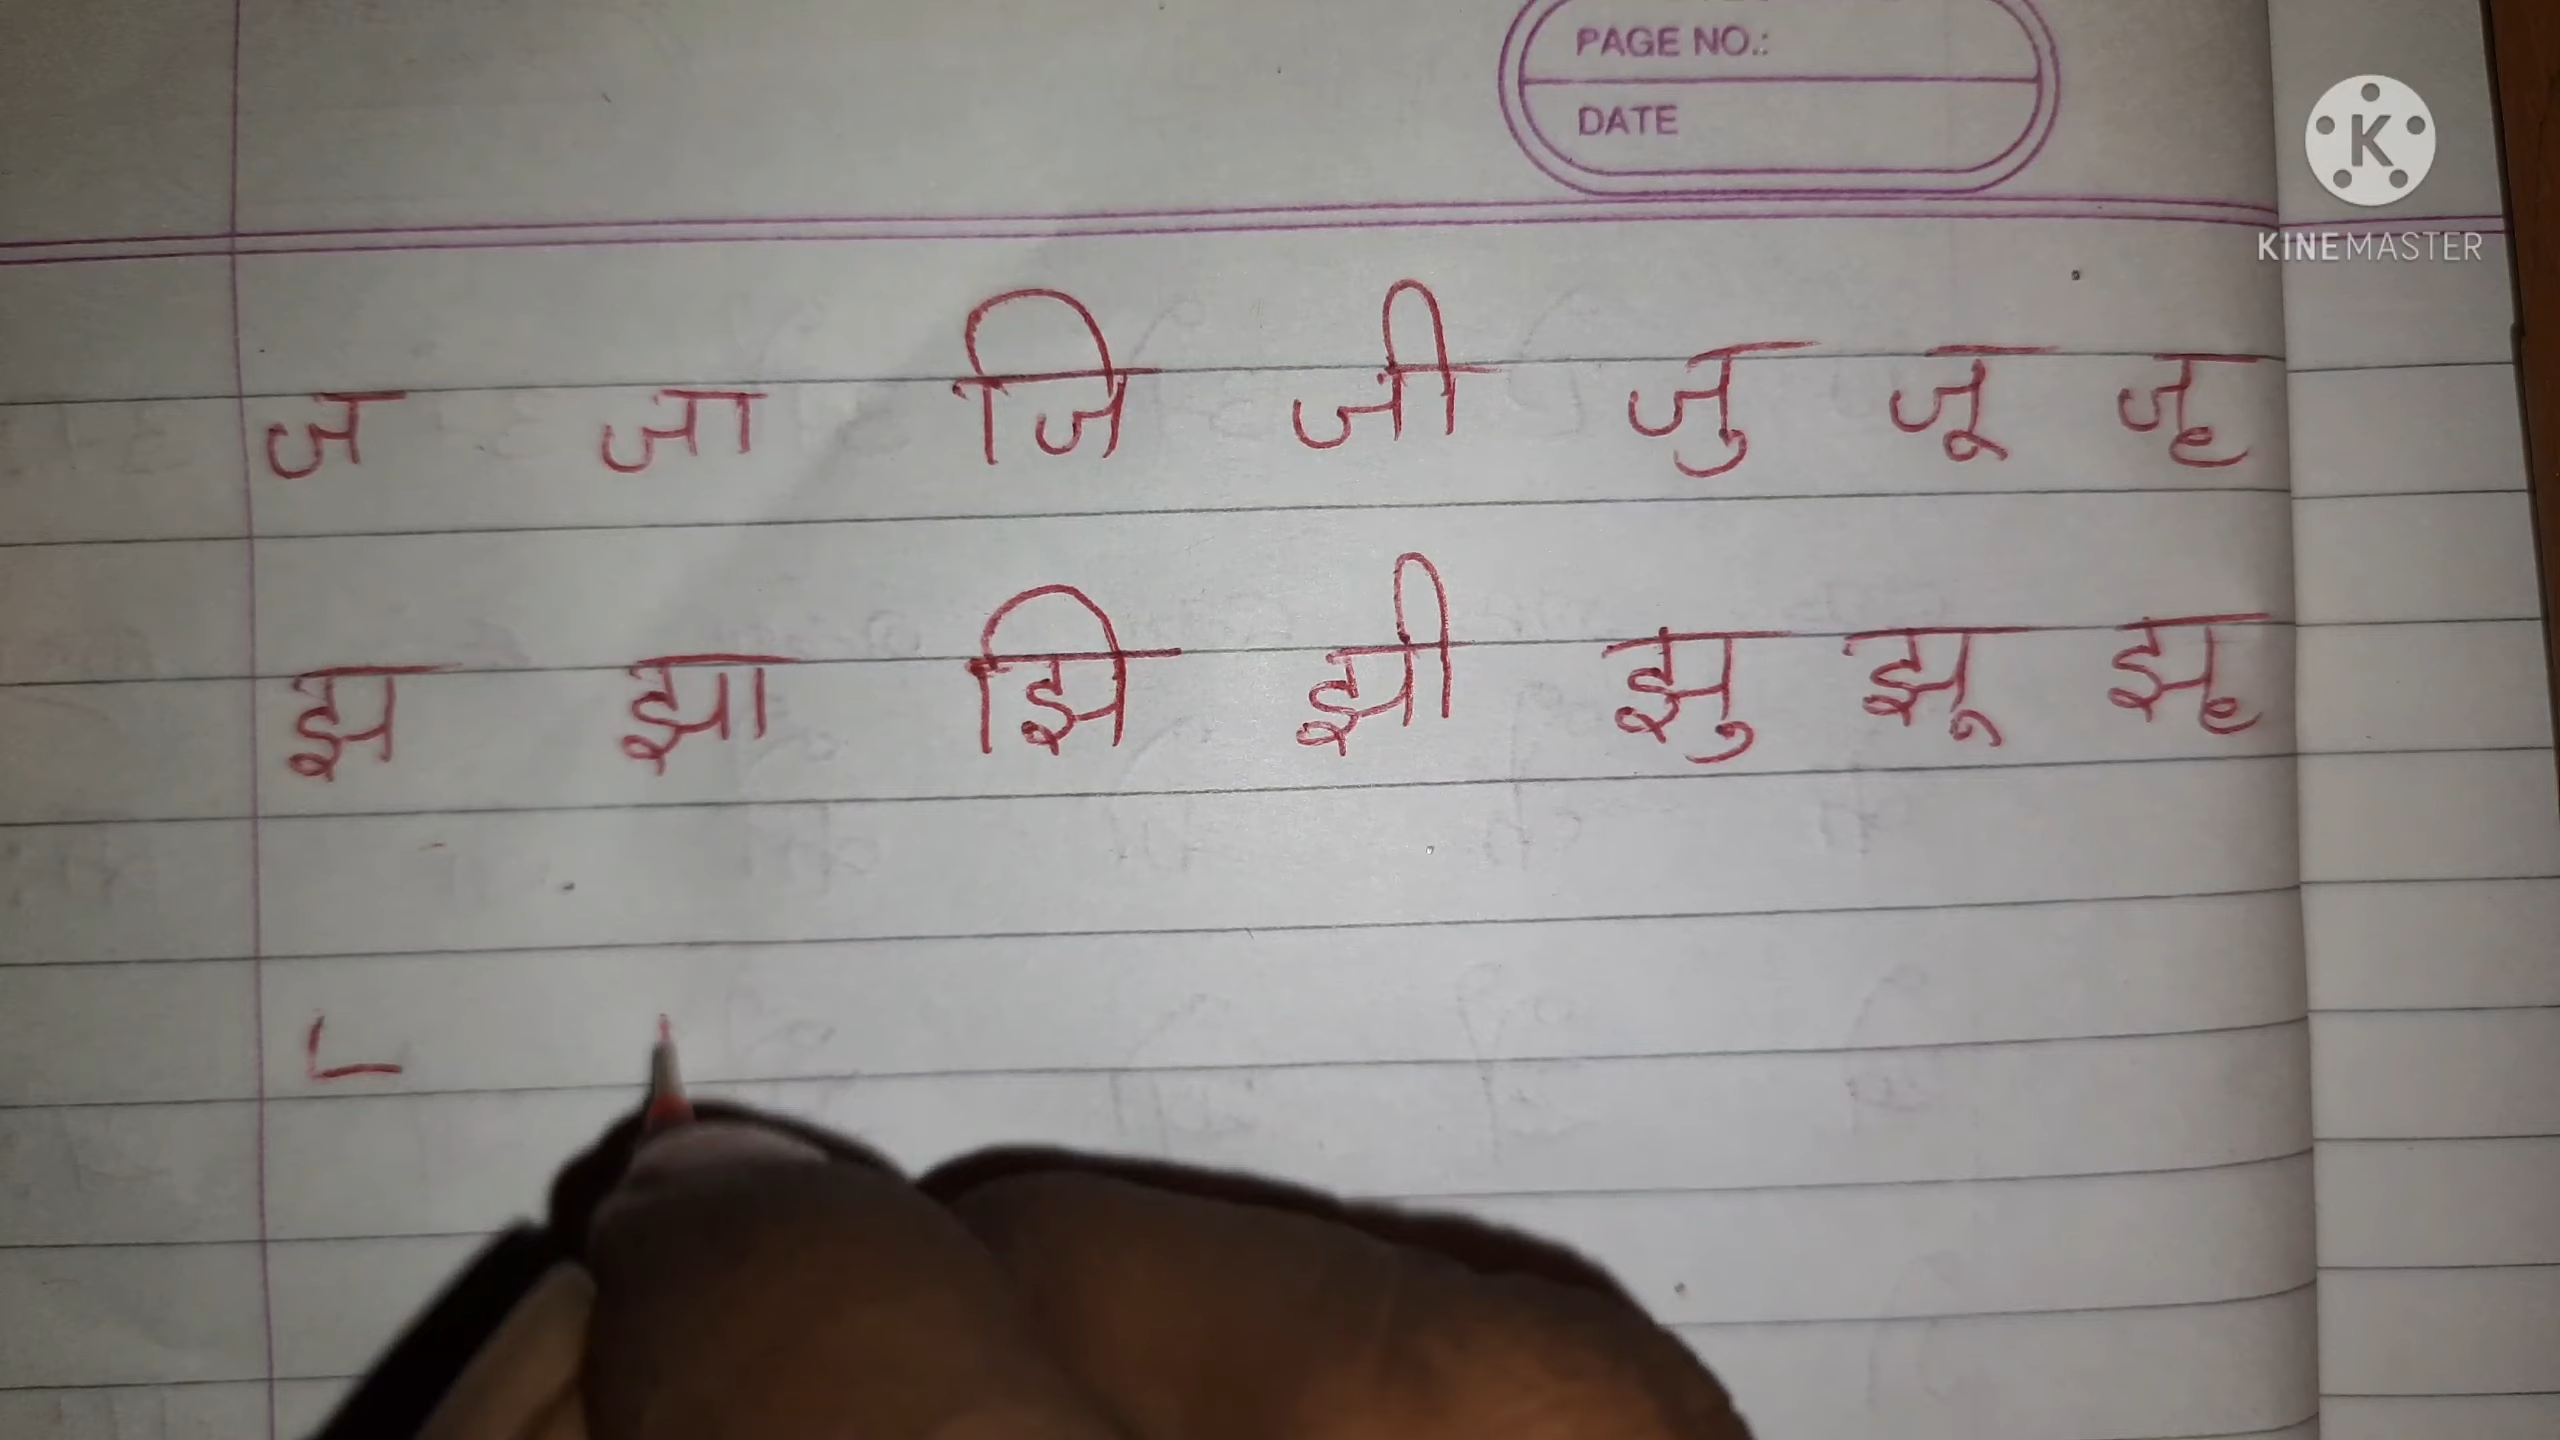 PAGE NO.:
DATE
KINEMASTER
ज जा जि जी जु जू जृ
झ झा झि झी झु झू झृ